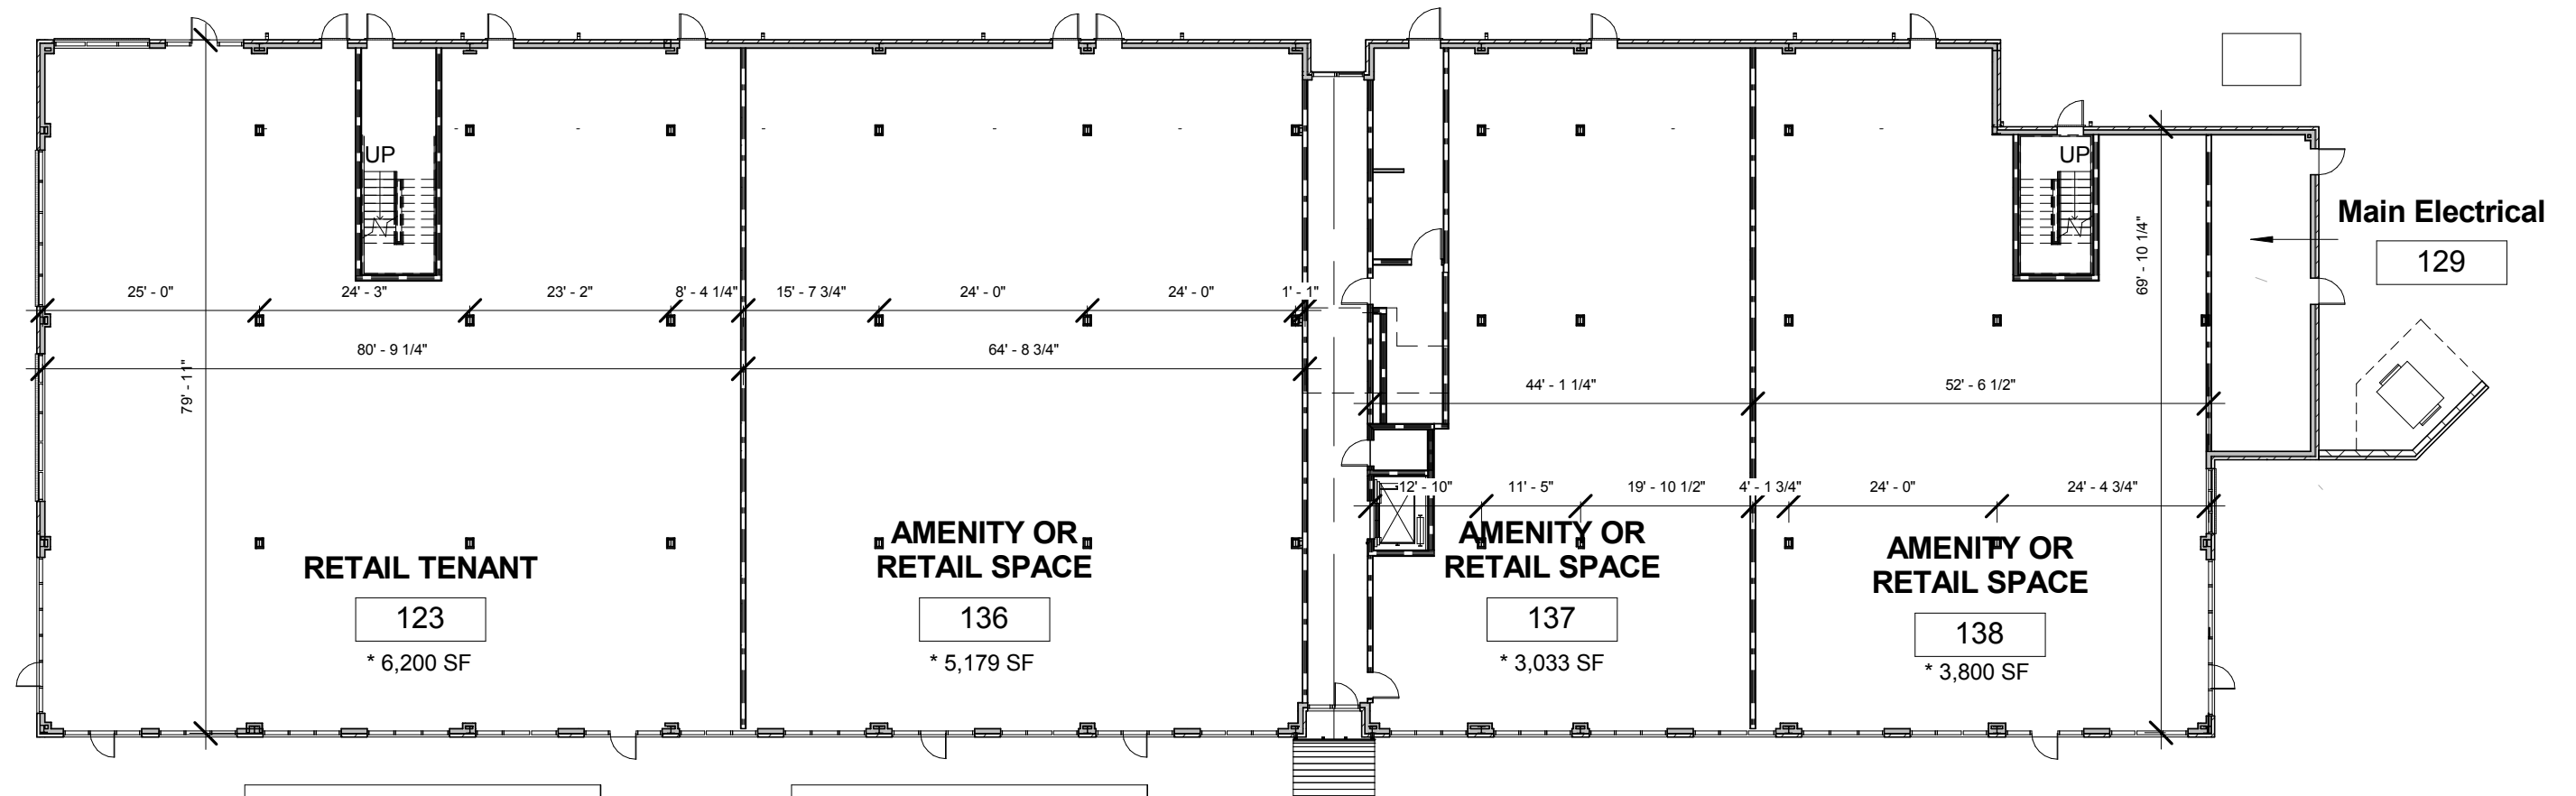 UP
UP
Main Electrical
129
69' - 10 1/4"
25' - 0"
24' - 3"
23' - 2"
8' - 4 1/4"
15' - 7 3/4"
24' - 0"
24' - 0"
1' - 1"
80' - 9 1/4"
64' - 8 3/4"
79' - 11"
44' - 1 1/4"
52' - 6 1/2"
12' - 10"
11' - 5"
19' - 10 1/2"
4' - 1 3/4"
24' - 0"
24' - 4 3/4"
RETAIL TENANT
123
* 6,200 SF
AMENITY OR
RETAIL SPACE
136
* 5,179 SF
AMENITY OR
RETAIL SPACE
137
* 3,033 SF
AMENITY OR
RETAIL SPACE
138
* 3,800 SF